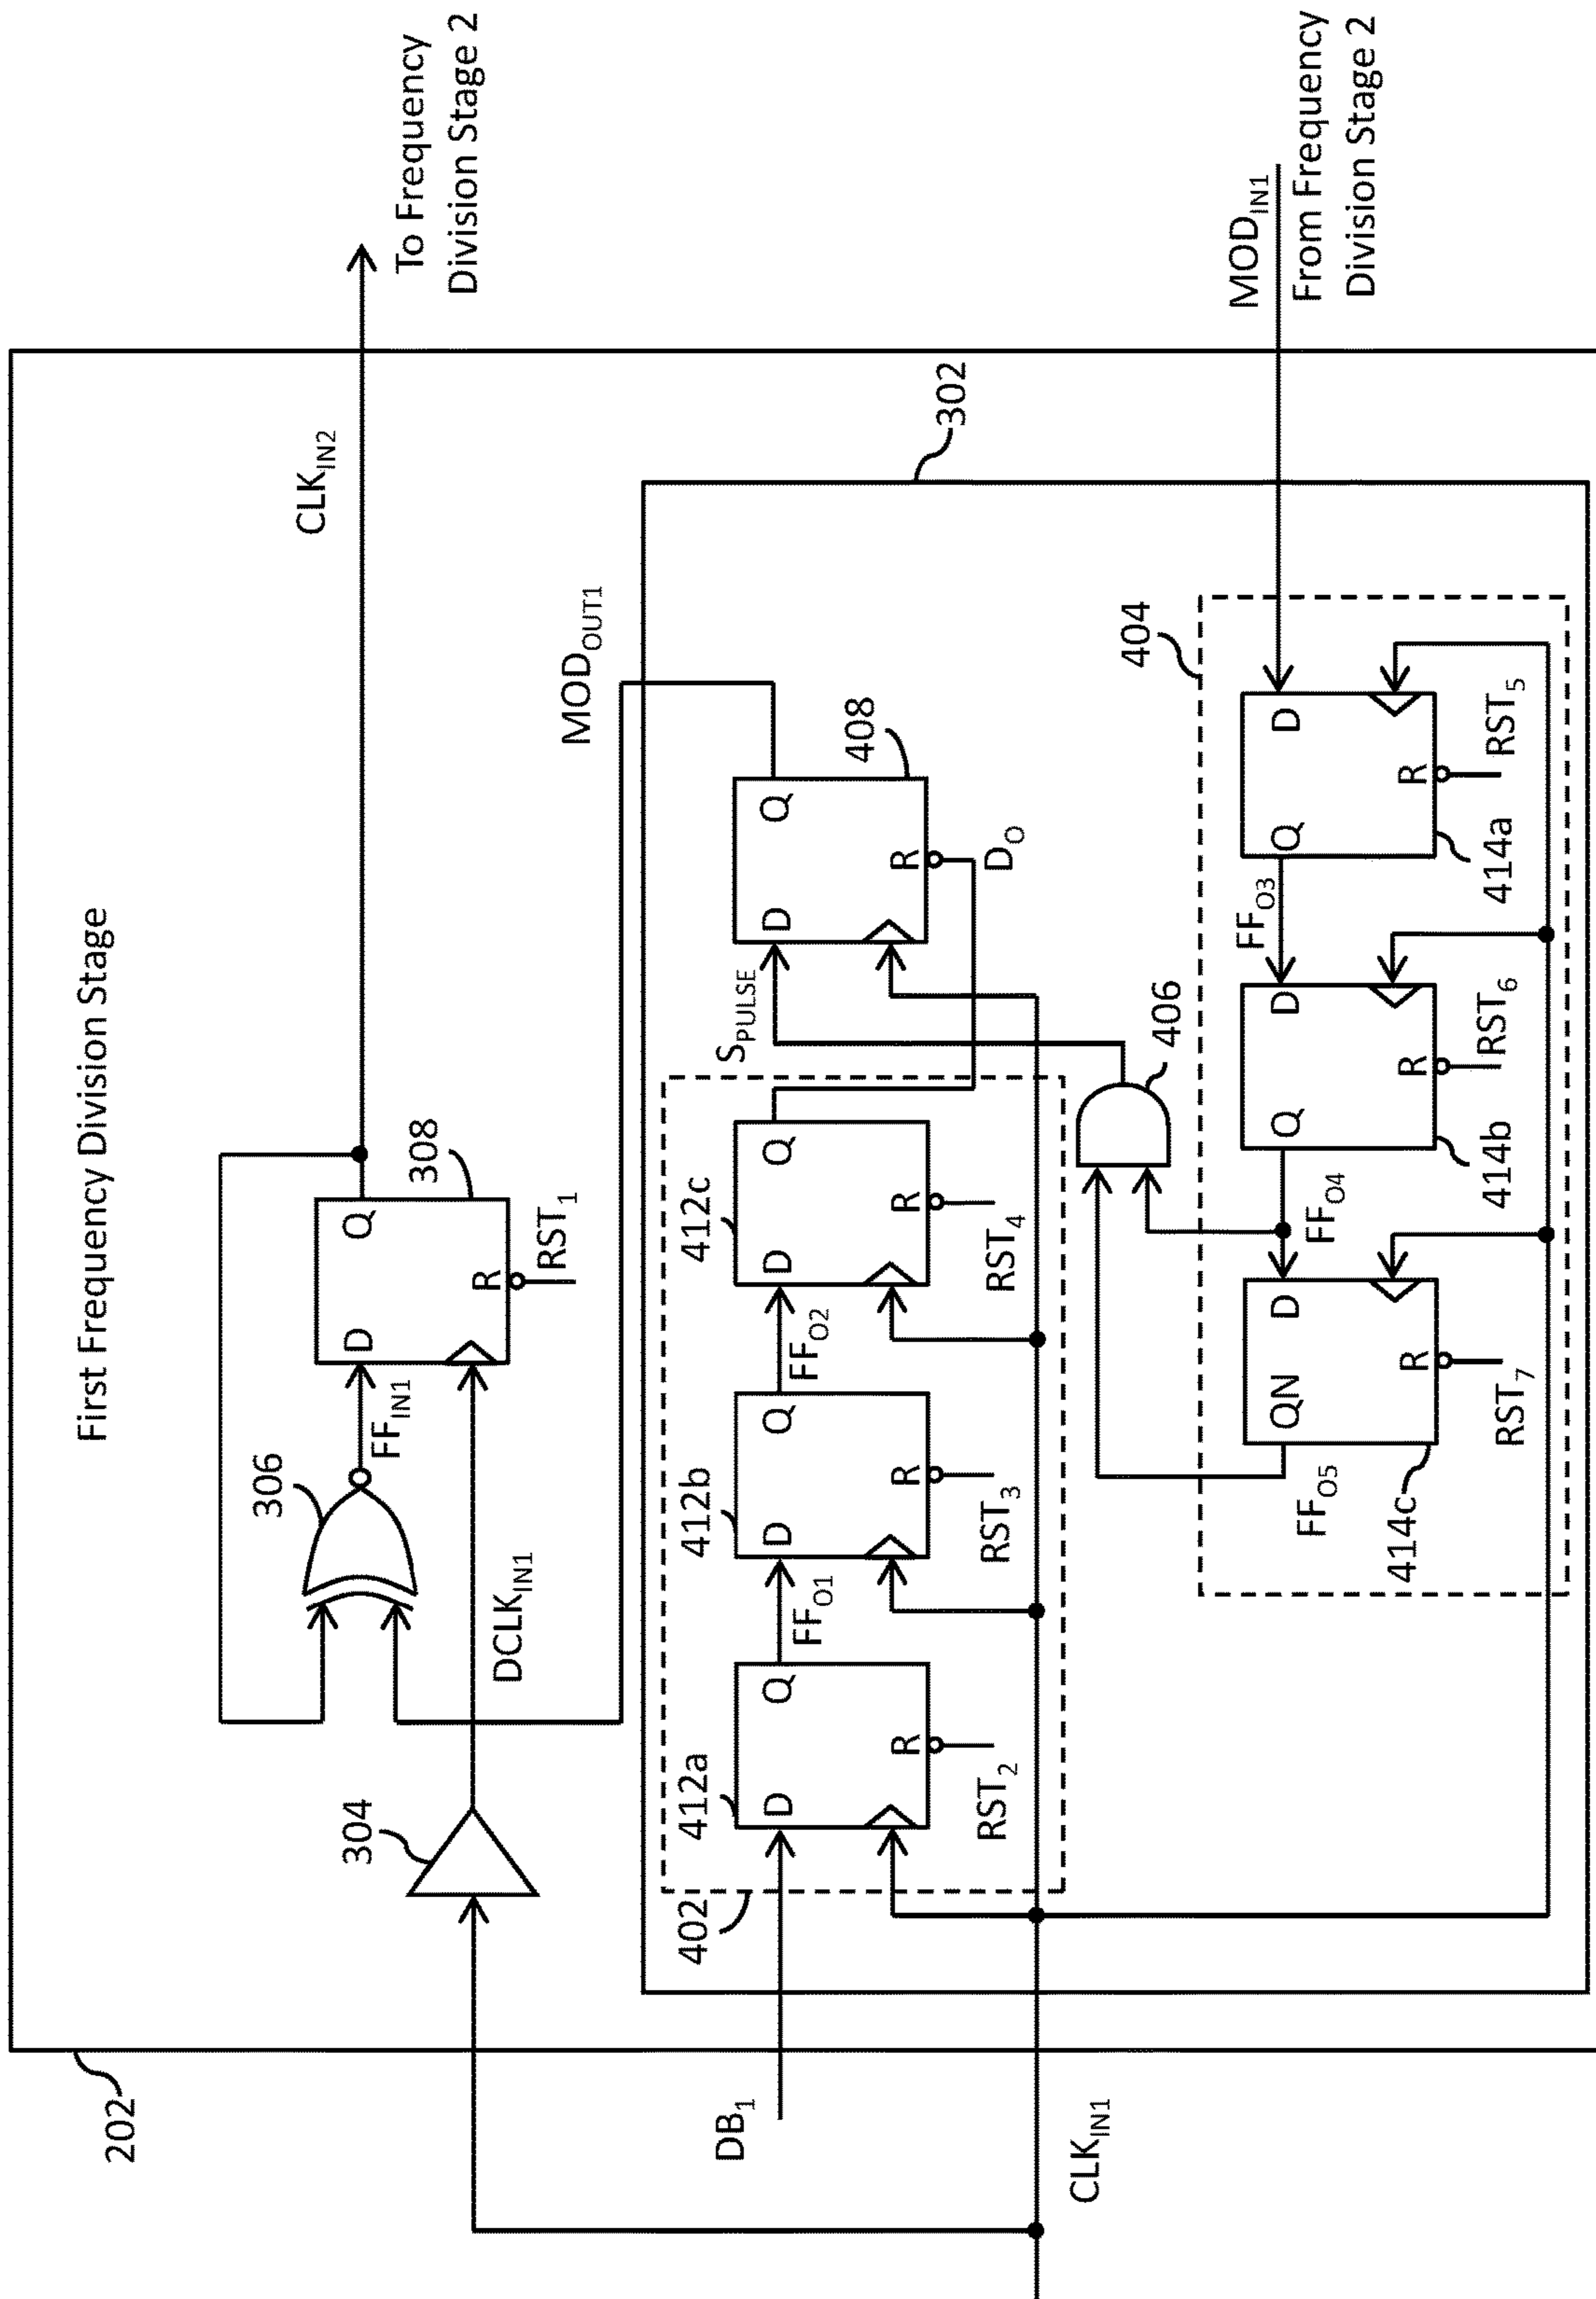 First Frequency Division Stage
202
304
306
FF_IN1
D
Q
R
308
RST_1
DCLK_IN1
CLK_IN2
To Frequency
Division Stage 2
MOD_OUT1
302
DB_1
CLK_IN1
402
412a
D
Q
R
RST_2
FF_O1
412b
D
Q
R
RST_3
FF_O2
412c
D
Q
R
RST_4
S_PULSE
D
Q
R
408
D_O
406
404
MOD_IN1
From Frequency
Division Stage 2
FF_O5
QN
D
R
414c
RST_7
FF_O4
Q
D
R
414b
RST_6
FF_O3
Q
D
R
414a
RST_5